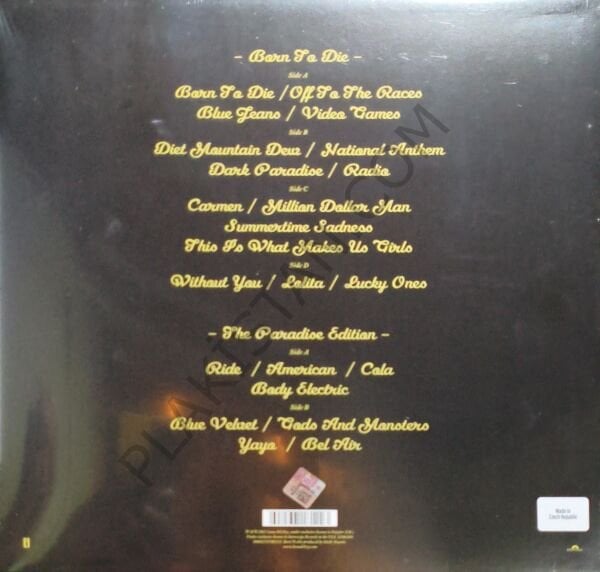 – Born To Die –
Side A
Born To Die / Off To The Races
Blue Jeans / Video Games
Side B
Diet Mountain Dew / National Anthem
Dark Paradise / Radio
Side C
Carmen / Million Dollar Man
Summertime Sadness
This Is What Makes Us Girls
Side D
Without You / Lolita / Lucky Ones
– The Paradise Edition –
Side A
Ride / American / Cola
Body Electric
Side B
Blue Velvet / Gods And Monsters
Yayo / Bel Air
Made in
Czech Republic
PLAKISTAN.COM